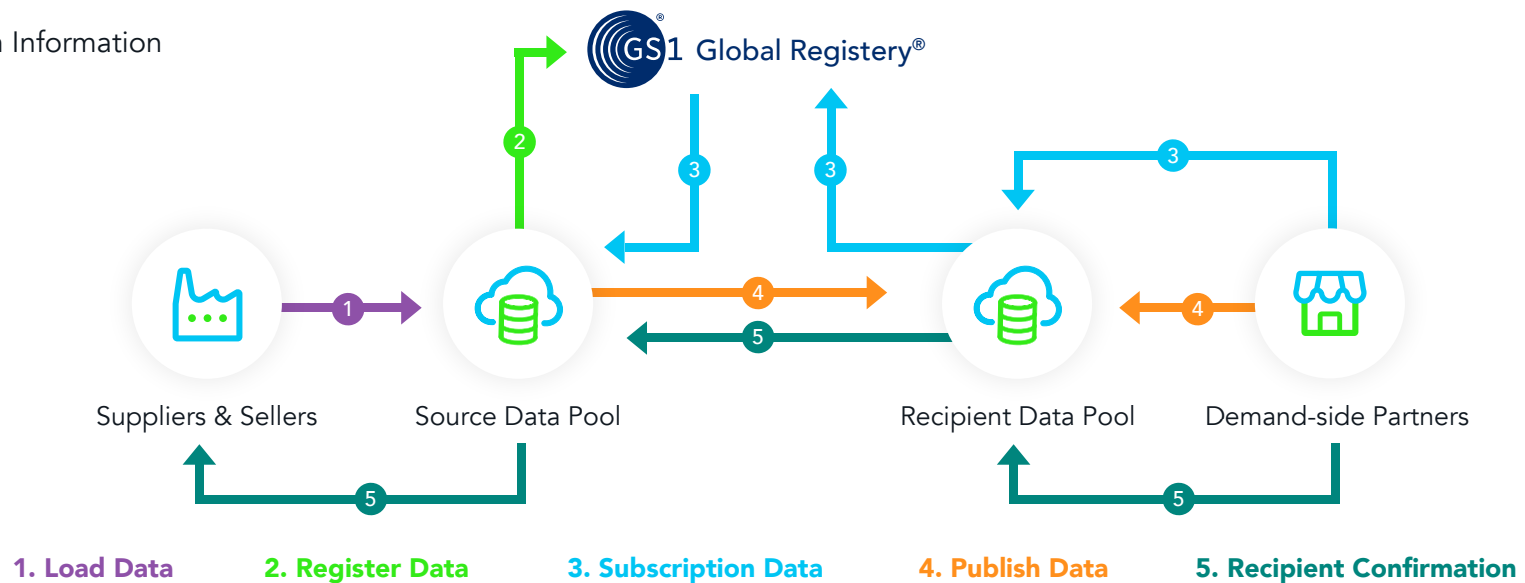 Information
GS1 Global Registery®
®
2
3
3
3
1
4
4
5
Suppliers & Sellers
Source Data Pool
Recipient Data Pool
Demand-side Partners
5
5
1. Load Data
2. Register Data
3. Subscription Data
4. Publish Data
5. Recipient Confirmation